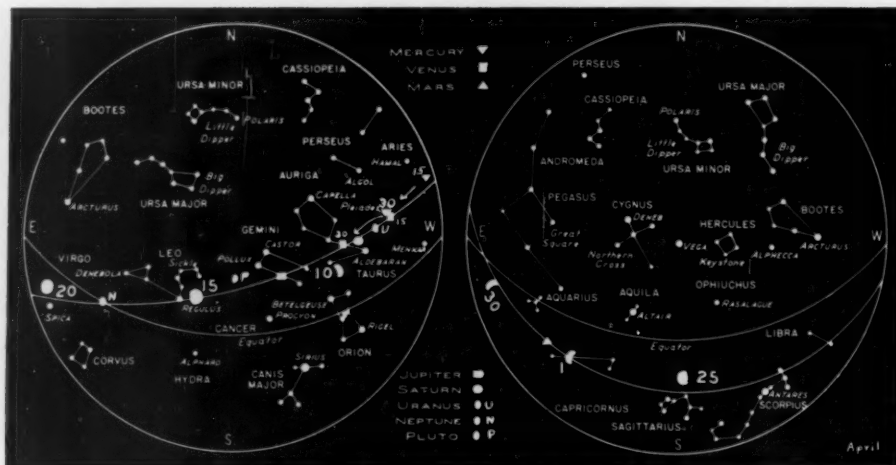 N
MERCURY
VENUS
MARS
CASSIOPEIA
URSA MINOR
BOOTES
POLARIS
Little Dipper
PERSEUS
ARIES
HAMAL
15
Big Dipper
ALGOL
AURIGA
CAPELLA
Pleiades
30
15
U
ARCTURUS
URSA MAJOR
E
W
GEMINI
30
CASTOR
MENKAR
VIRGO
LEO
Sickle
POLLUX
ALDEBARAN
DENEBOLA
P
10
TAURUS
20
N
15
REGULUS
BETELGEUSE
SPICA
PROCYON
RIGEL
CANCER
Equator
ORION
CORVUS
ALPHARD
SIRIUS
HYDRA
CANIS MAJOR
S
JUPITER
SATURN
URANUS U
NEPTUNE N
PLUTO P
N
PERSEUS
URSA MAJOR
CASSIOPEIA
POLARIS
Little Dipper
Big Dipper
URSA MINOR
ANDROMEDA
PEGASUS
CYGNUS
DENEB
BOOTES
HERCULES
E
Great Square
VEGA
ALPHECCA
ARCTURUS
W
Northern Cross
Keystone
OPHIUCHUS
30
AQUARIUS
AQUILA
RASALAGUE
ALTAIR
LIBRA
Equator
1
25
ANTARES
CAPRICORNUS
SAGITTARIUS
SCORPIUS
S
April